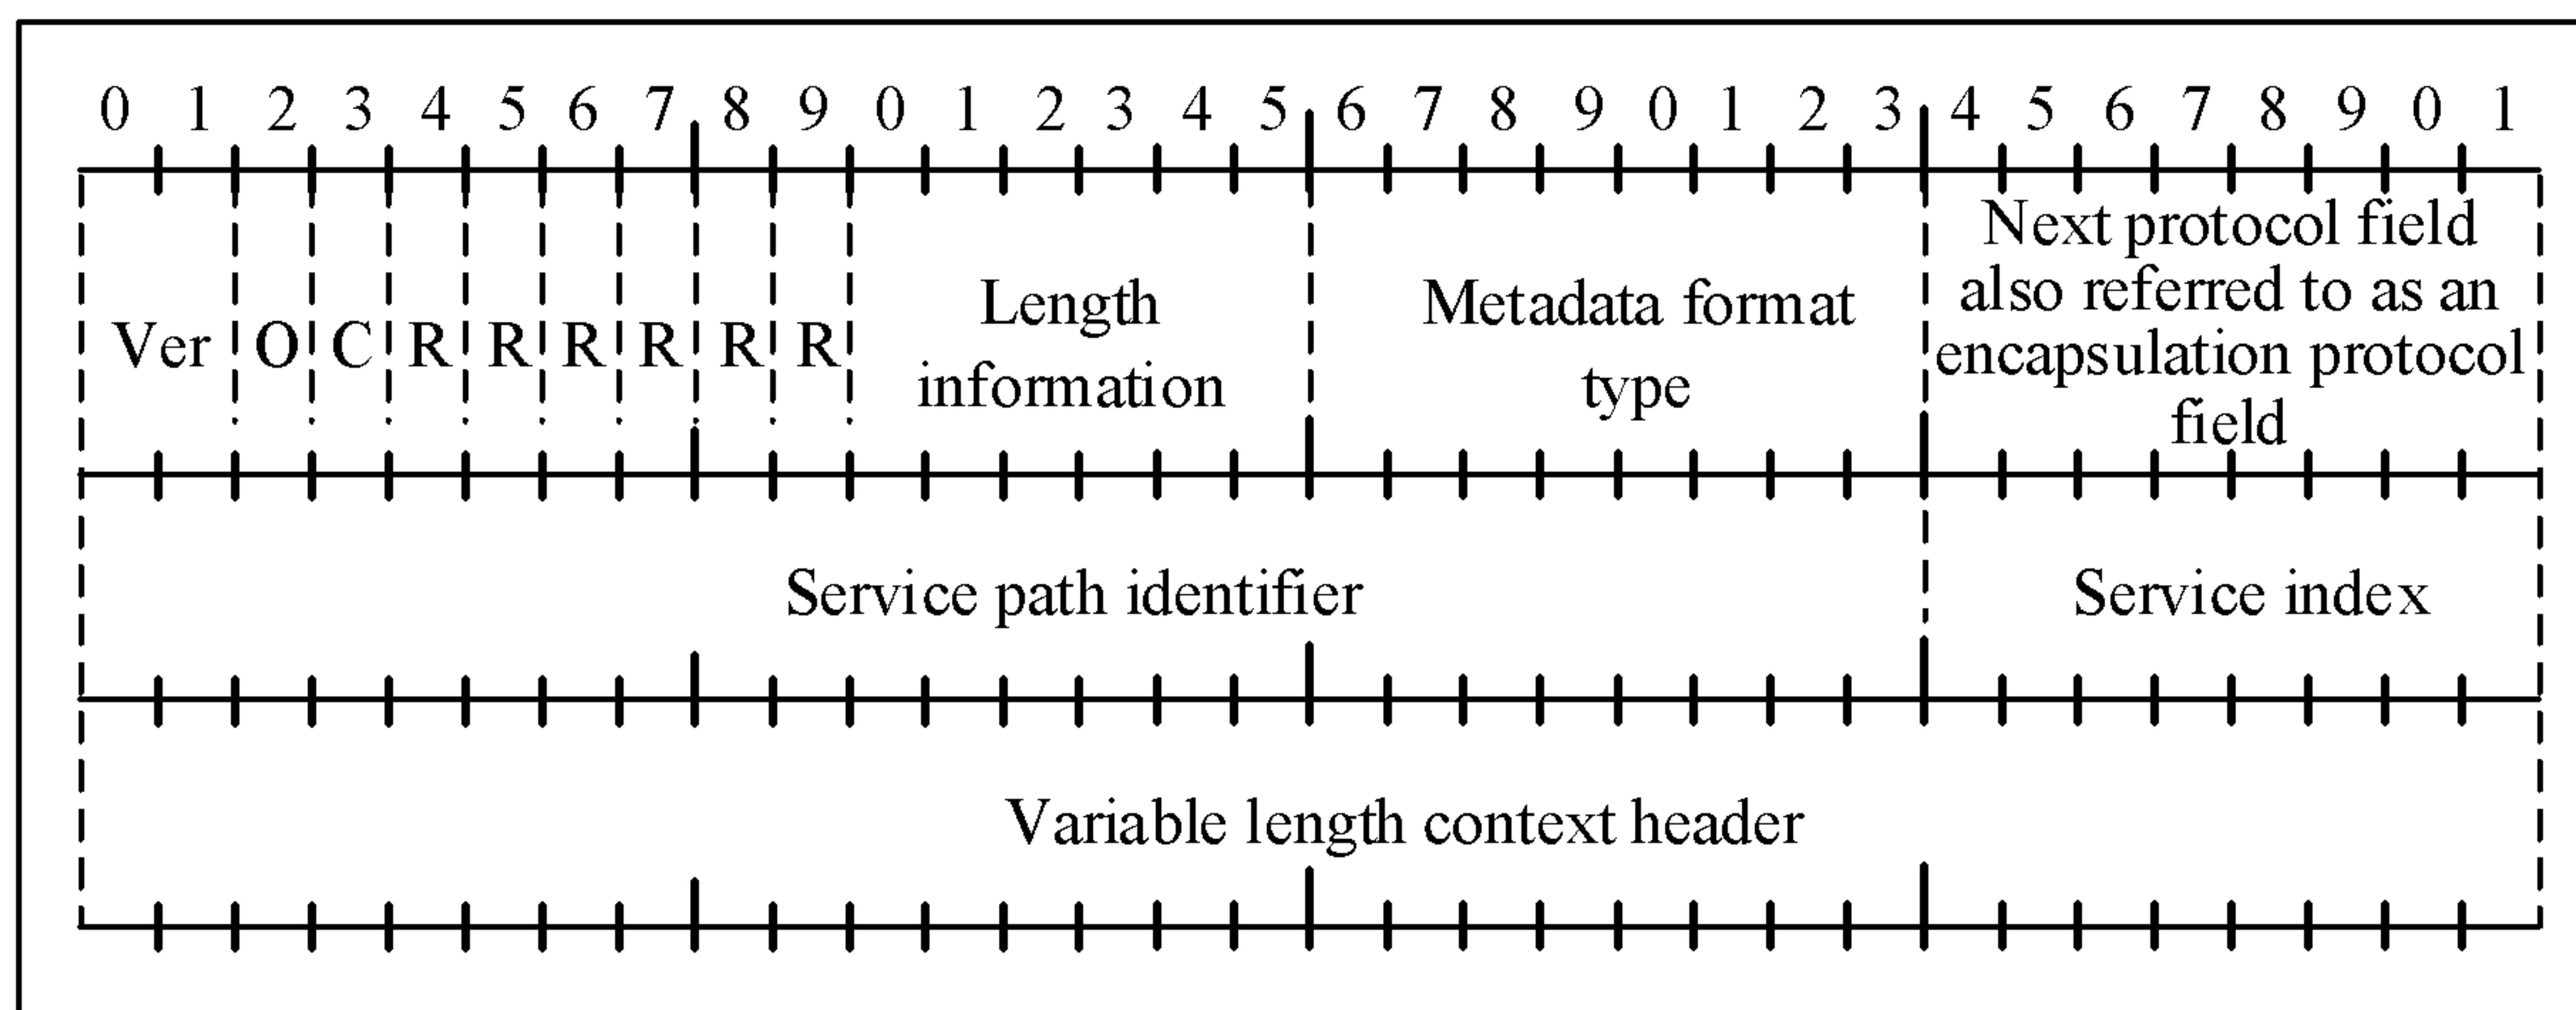 0 1 2 3 4 5 6 7 8 9 0 1 2 3 4 5 6 7 8 9 0 1 2 3 4 5 6 7 8 9 0 1
Ver O C R R R R R R
Length
information
Metadata format
type
Next protocol field
also referred to as an
encapsulation protocol
field
Service path identifier
Service index
Variable length context header